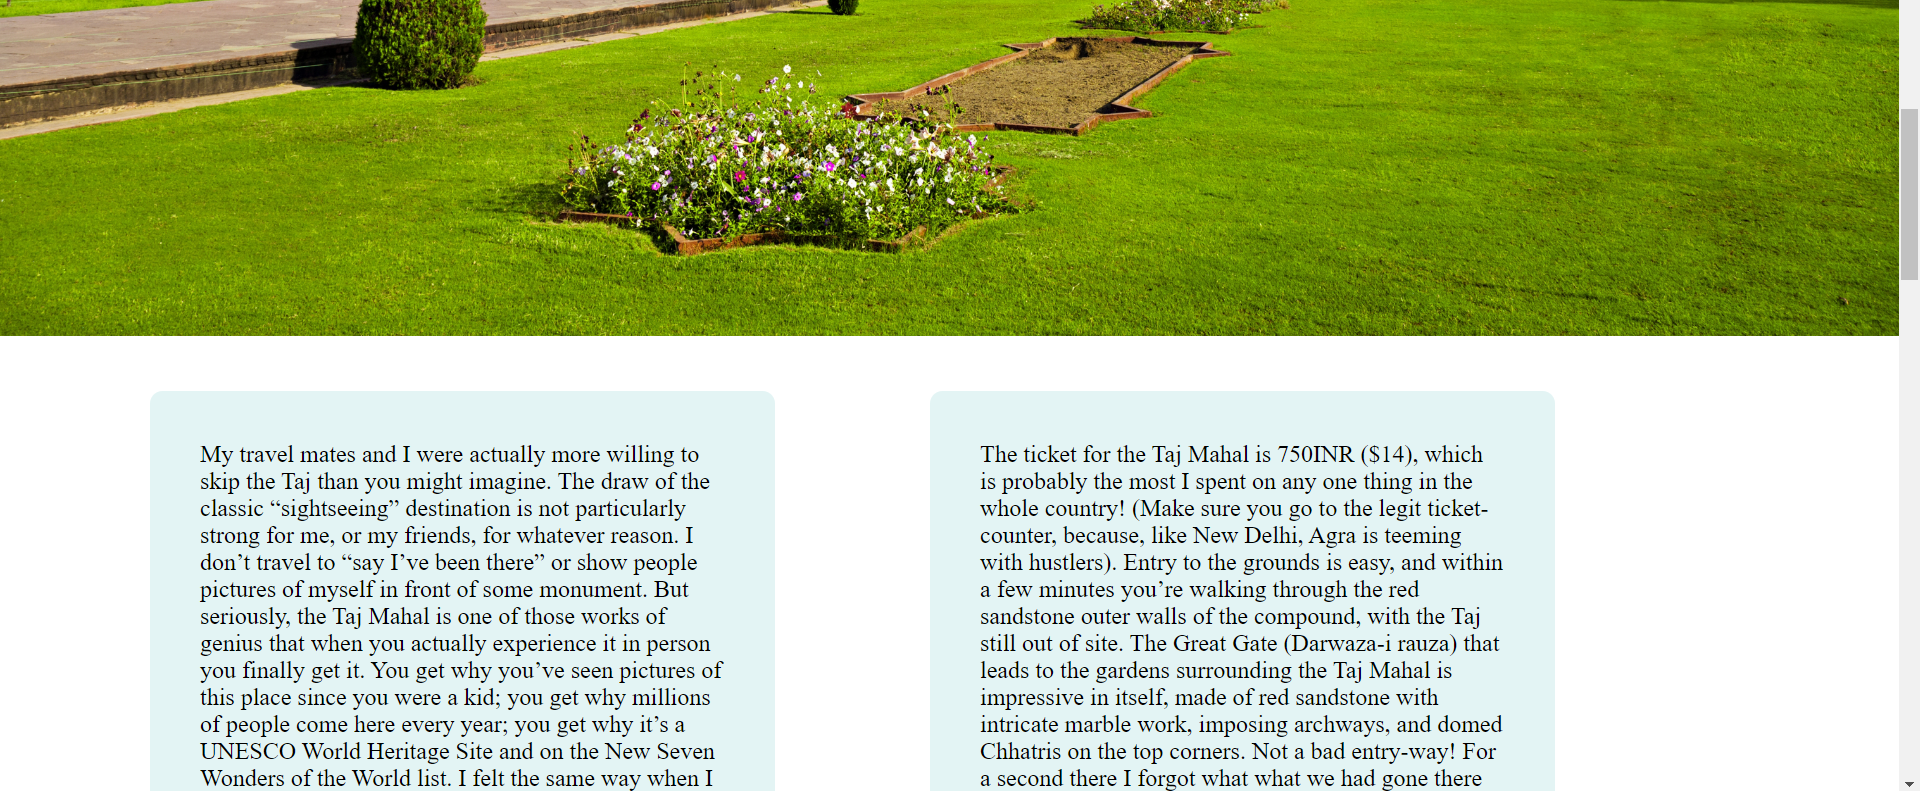 My travel mates and I were actually more willing to
skip the Taj than you might imagine. The draw of the
classic “sightseeing” destination is not particularly
strong for me, or my friends, for whatever reason. I
don’t travel to “say I’ve been there” or show people
pictures of myself in front of some monument. But
seriously, the Taj Mahal is one of those works of
genius that when you actually experience it in person
you finally get it. You get why you’ve seen pictures of
this place since you were a kid; you get why millions
of people come here every year; you get why it’s a
UNESCO World Heritage Site and on the New Seven
Wonders of the World list. I felt the same way when I
The ticket for the Taj Mahal is 750INR ($14), which
is probably the most I spent on any one thing in the
whole country! (Make sure you go to the legit ticket-
counter, because, like New Delhi, Agra is teeming
with hustlers). Entry to the grounds is easy, and within
a few minutes you’re walking through the red
sandstone outer walls of the compound, with the Taj
still out of site. The Great Gate (Darwaza-i rauza) that
leads to the gardens surrounding the Taj Mahal is
impressive in itself, made of red sandstone with
intricate marble work, imposing archways, and domed
Chhatris on the top corners. Not a bad entry-way! For
a second there I forgot what what we had gone there